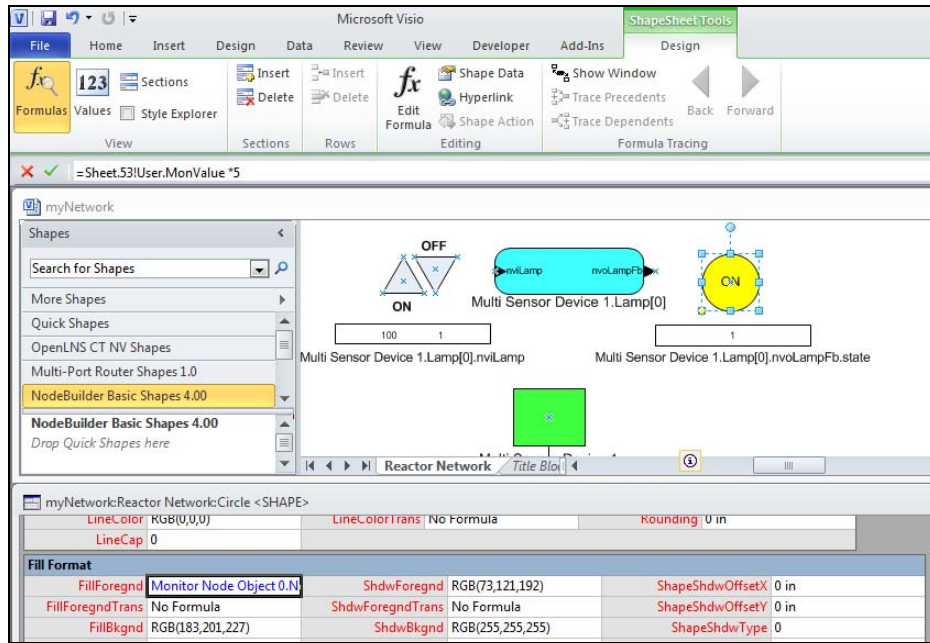 Microsoft Visio
ShapeSheet Tools
File Home Insert Design Data Review View Developer Add-Ins Design
Formulas
123
Values
Sections
Style Explorer
View
Insert
Delete
Sections
Insert
Delete
Rows
fx
Edit
Formula
Shape Data
Hyperlink
Shape Action
Editing
Show Window
Trace Precedents
Trace Dependents
Back Forward
Formula Tracing
=Sheet.53!User.MonValue *5
myNetwork
Shapes
Search for Shapes
More Shapes
Quick Shapes
OpenLNS CT NV Shapes
Multi-Port Router Shapes 1.0
NodeBuilder Basic Shapes 4.00
NodeBuilder Basic Shapes 4.00
Drop Quick Shapes here
OFF
ON
nviLamp nvoLampFb
Multi Sensor Device 1.Lamp[0]
ON
100 1
Multi Sensor Device 1.Lamp[0].nviLamp
1
Multi Sensor Device 1.Lamp[0].nvoLampFb.state
Reactor Network Title Blo
myNetwork:Reactor Network:Circle <SHAPE>
LineColor RGB(0,0,0) LineColorTrans No Formula Rounding 0 in
LineCap 0
Fill Format
FillForegnd Monitor Node Object 0.N ShdwForegnd RGB(73,121,192) ShapeShdwOffsetX 0 in
FillForegndTrans No Formula ShdwForegndTrans No Formula ShapeShdwOffsetY 0 in
FillBkgnd RGB(183,201,227) ShdwBkgnd RGB(255,255,255) ShapeShdwType 0